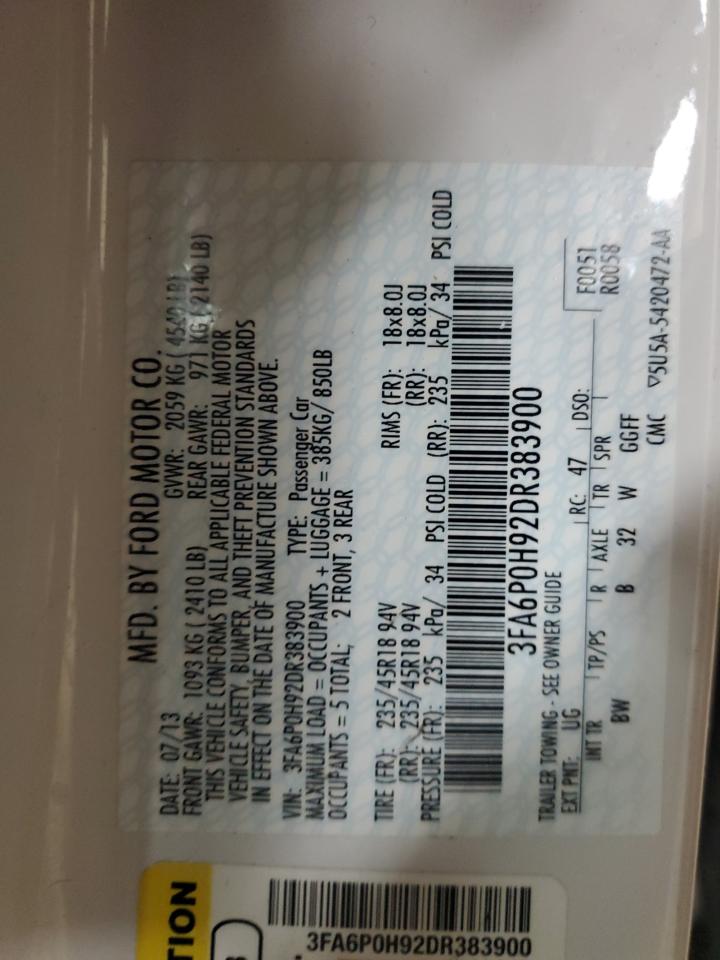 MFD. BY FORD MOTOR CO.
DATE: 07/13 GVWR: 2059 KG ( 4540 LB)
FRONT GAWR: 1093 KG ( 2410 LB) REAR GAWR: 971 KG ( 2140 LB)
THIS VEHICLE CONFORMS TO ALL APPLICABLE FEDERAL MOTOR
VEHICLE SAFETY, BUMPER, AND THEFT PREVENTION STANDARDS
IN EFFECT ON THE DATE OF MANUFACTURE SHOWN ABOVE.
VIN: 3FA6P0H92DR383900 TYPE: Passenger Car
MAXIMUM LOAD = OCCUPANTS + LUGGAGE = 385KG/ 850LB
OCCUPANTS = 5 TOTAL; 2 FRONT, 3 REAR
TIRE (FR): 235/45R18 94V RIMS (FR): 18x8.0J
(RR): 235/45R18 94V (RR): 18x8.0J
PRESSURE (FR): 235 kPa/ 34 PSI COLD (RR): 235 kPa/ 34 PSI COLD
3FA6P0H92DR383900
TRAILER TOWING - SEE OWNER GUIDE
EXT PNT: UG RC: 47 DSO: F0051
R0058
INT TR TP/PS R AXLE TR SPR
BW B 32 W GGFF
CMC ▽5U5A-5420472-AA
TION
3FA6P0H92DR383900